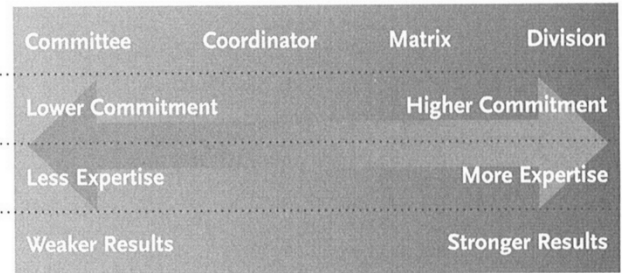 Committee Coordinator Matrix Division
Lower Commitment Higher Commitment
Less Expertise More Expertise
Weaker Results Stronger Results